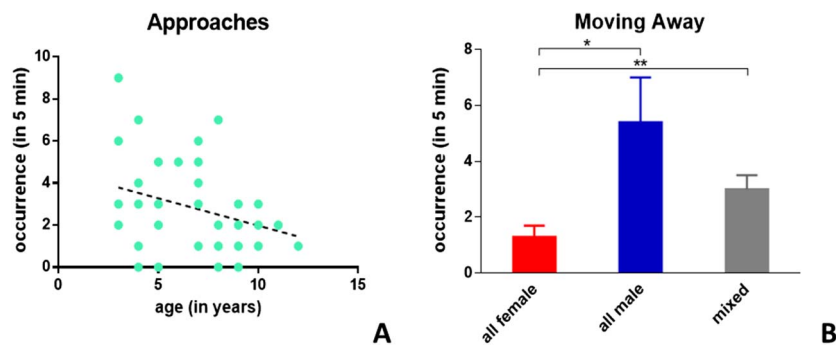 Approaches
occurrence (in 5 min)
10
8
6
4
2
0
0
5
10
15
age (in years)
A
Moving Away
occurrence (in 5 min)
8
6
4
2
0
*
**
all female
all male
mixed
B